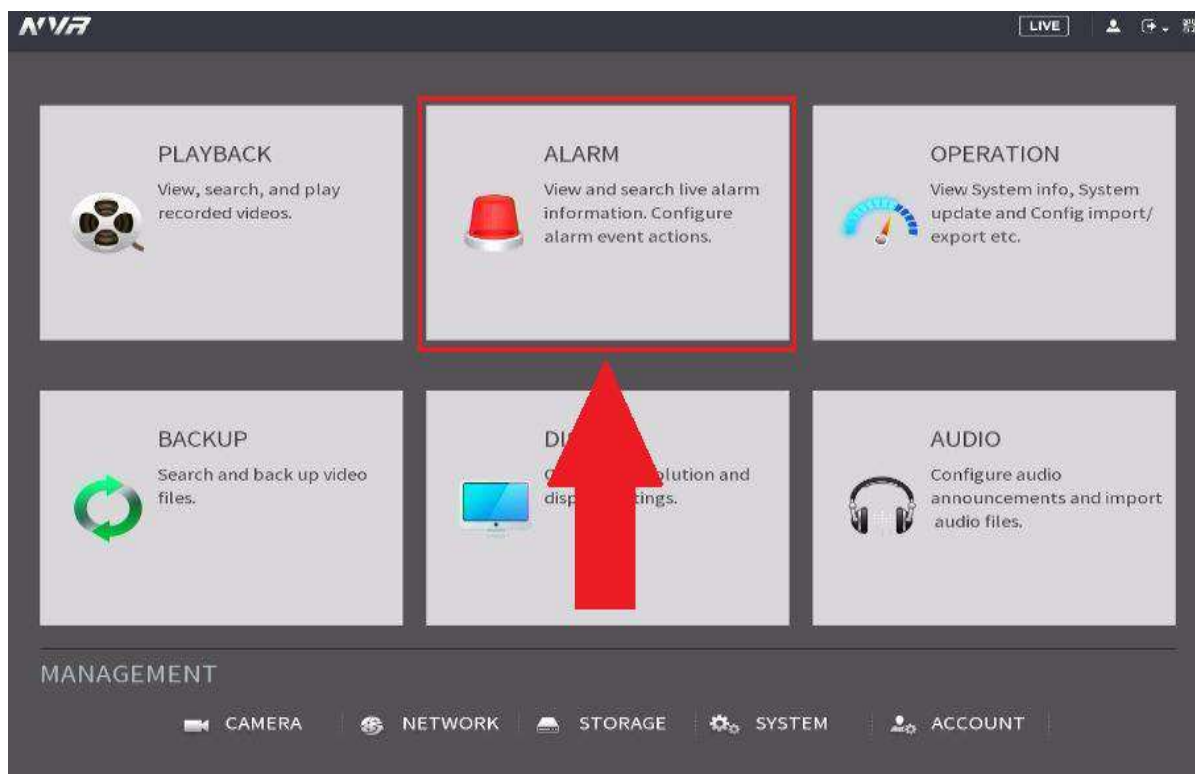 NVR
LIVE
PLAYBACK
View, search, and play
recorded videos.
ALARM
View and search live alarm
information. Configure
alarm event actions.
OPERATION
View System info, System
update and Config import/
export etc.
BACKUP
Search and back up video
files.
and
AUDIO
Configure audio
announcements and import
audio files.
MANAGEMENT
CAMERA
NETWORK
STORAGE
SYSTEM
ACCOUNT